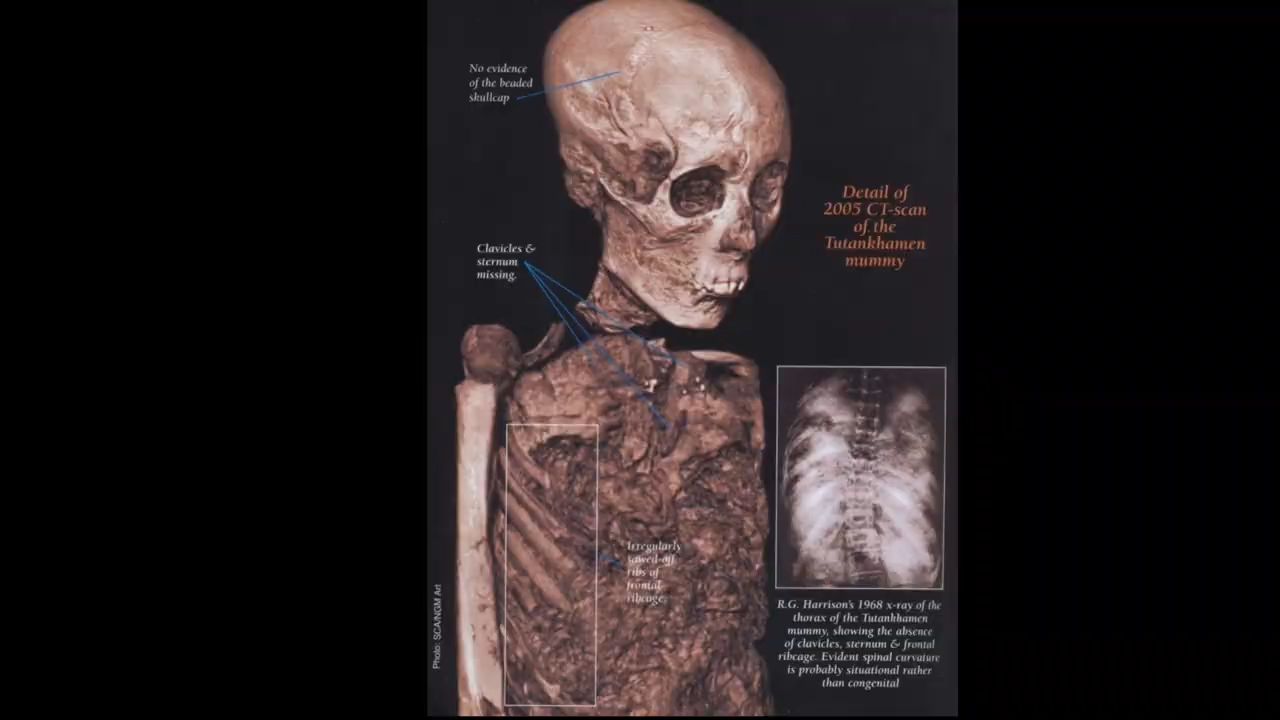 No evidence
of the beaded
skullcap
Detail of
2005 CT-scan
of the
Tutankhamen
mummy
Clavicles &
sternum
missing.
Irregularly
sawed-off
ribs of
frontal
ribcage.
R.G. Harrison's 1968 x-ray of the
thorax of the Tutankhamen
mummy, showing the absence
of clavicles, sternum & frontal
ribcage. Evident spinal curvature
is probably situational rather
than congenital
Photo: SCA/NGM Art